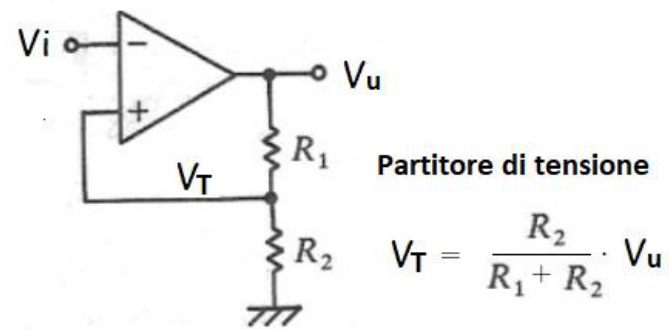 Vi
−
+
Vu
R1
VT
Partitore di tensione
R2
VT = R2 / (R1 + R2) · Vu